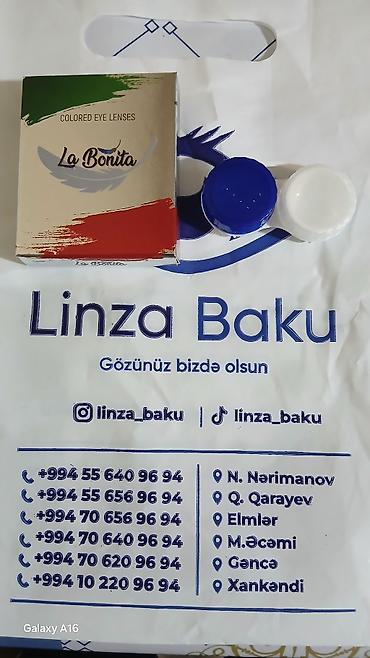 COLORED EYE LENSES
La Bonita
La Bonita
Linza Baku
Gözünüz bizdə olsun
linza_baku | linza_baku
+994 55 640 96 94
+994 55 656 96 94
+994 70 656 96 94
+994 70 640 96 94
+994 70 620 96 94
+994 10 220 96 94
N. Nərimanov
Q. Qarayev
Elmlər
M.Əcəmi
Gəncə
Xankəndi
Galaxy A16